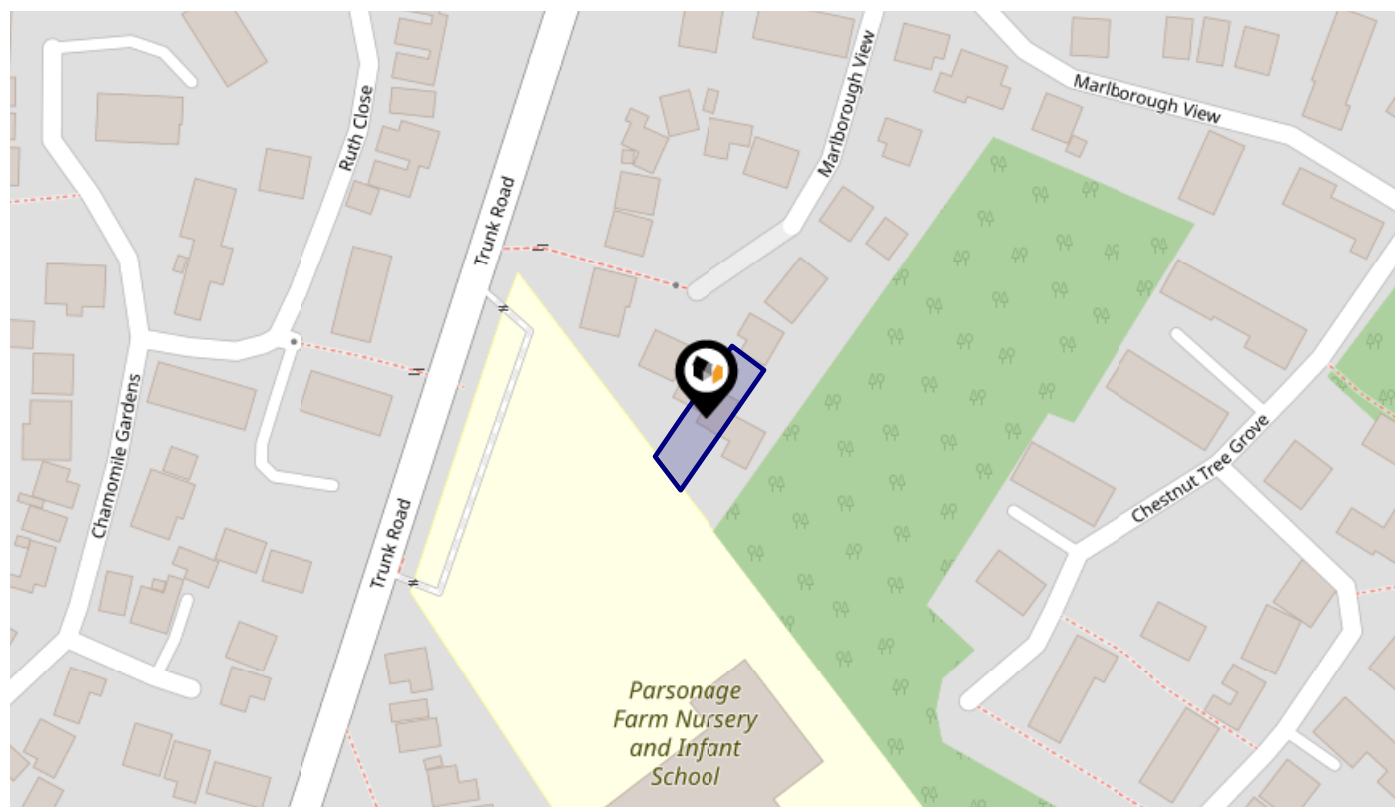 Marlborough View
Marlborough View
Ruth Close
Trunk Road
Chamomile Gardens
Chestnut Tree Grove
Trunk Road
Parsonage
Farm Nursery
and Infant
School